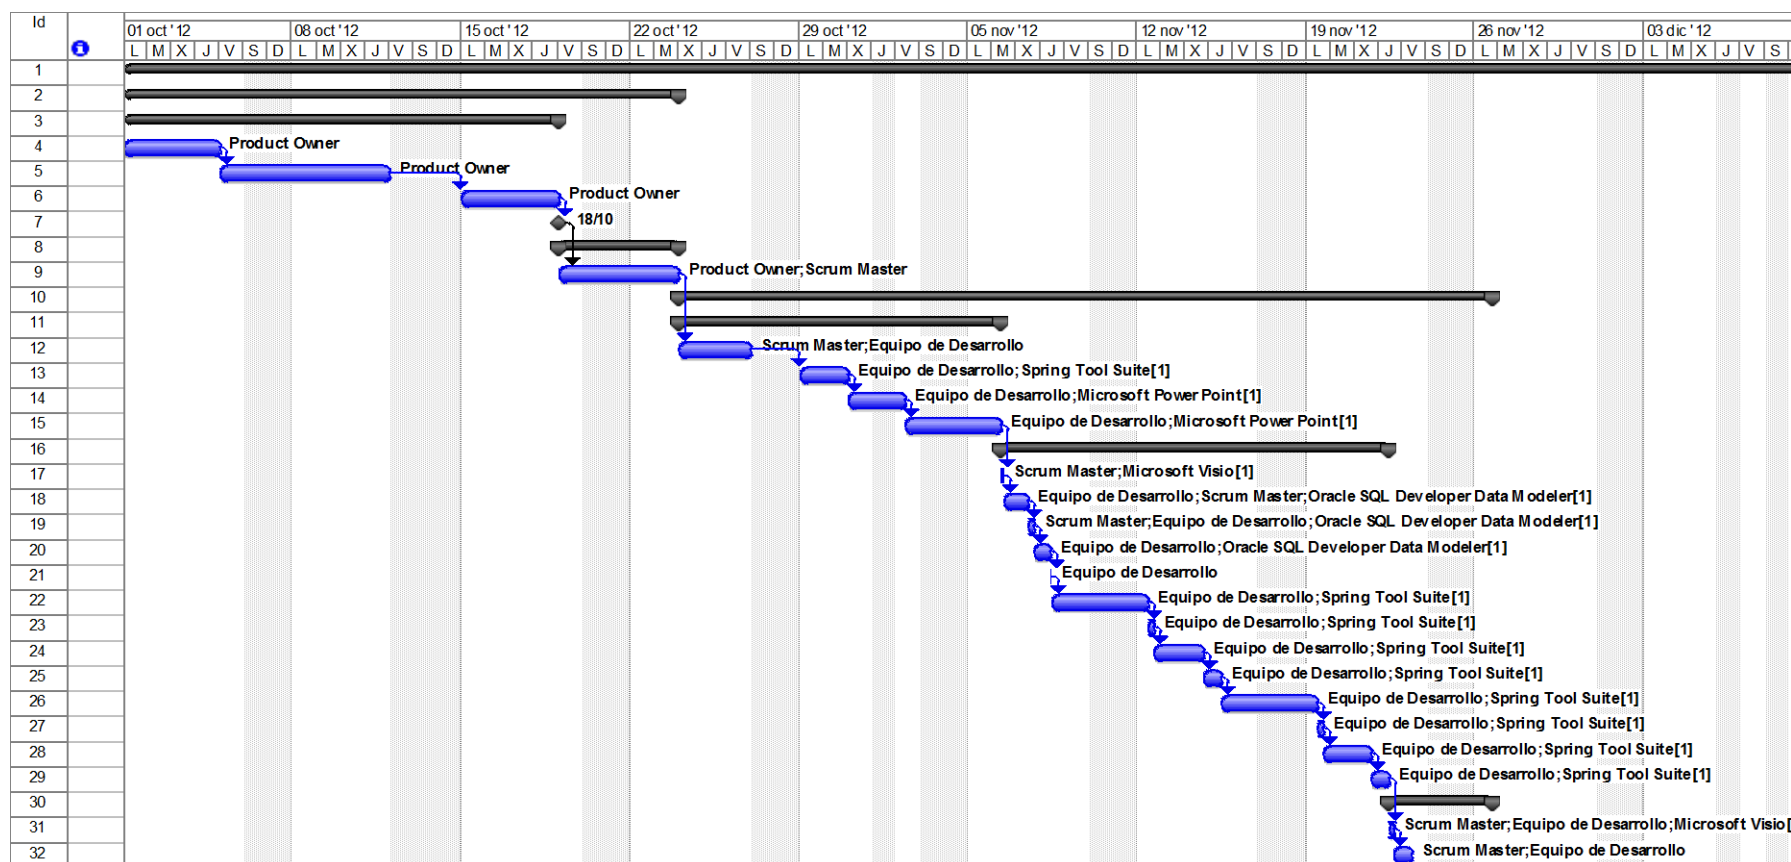 Id
01 oct '12 08 oct '12 15 oct '12 22 oct '12 29 oct '12 05 nov '12 12 nov '12 19 nov '12 26 nov '12 03 dic '12
L M X J V S D L M X J V S D L M X J V S D L M X J V S D L M X J V S D L M X J V S D L M X J V S D L M X J V S D L M X J V S D L M X J V S
1
2
3
4 Product Owner
5 Product Owner
6 Product Owner
7 18/10
8
9 Product Owner;Scrum Master
10
11
12 Scrum Master;Equipo de Desarrollo
13 Equipo de Desarrollo;Spring Tool Suite[1]
14 Equipo de Desarrollo;Microsoft Power Point[1]
15 Equipo de Desarrollo;Microsoft Power Point[1]
16
17 Scrum Master;Microsoft Visio[1]
18 Equipo de Desarrollo;Scrum Master;Oracle SQL Developer Data Modeler[1]
19 Scrum Master;Equipo de Desarrollo;Oracle SQL Developer Data Modeler[1]
20 Equipo de Desarrollo;Oracle SQL Developer Data Modeler[1]
21 Equipo de Desarrollo
22 Equipo de Desarrollo;Spring Tool Suite[1]
23 Equipo de Desarrollo;Spring Tool Suite[1]
24 Equipo de Desarrollo;Spring Tool Suite[1]
25 Equipo de Desarrollo;Spring Tool Suite[1]
26 Equipo de Desarrollo;Spring Tool Suite[1]
27 Equipo de Desarrollo;Spring Tool Suite[1]
28 Equipo de Desarrollo;Spring Tool Suite[1]
29 Equipo de Desarrollo;Spring Tool Suite[1]
30
31 Scrum Master;Equipo de Desarrollo;Microsoft Visio[
32 Scrum Master;Equipo de Desarrollo